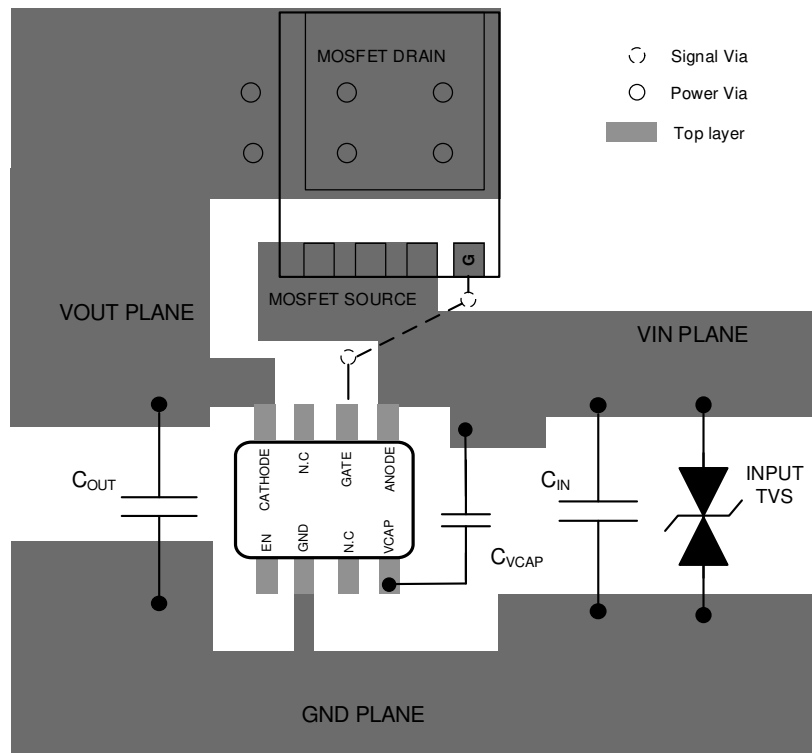 MOSFET DRAIN
Signal Via
Power Via
Top layer
G
MOSFET SOURCE
VOUT PLANE
VIN PLANE
CATHODE
N.C
GATE
ANODE
COUT
CIN
INPUT
TVS
EN
GND
N.C
VCAP
CVCAP
GND PLANE